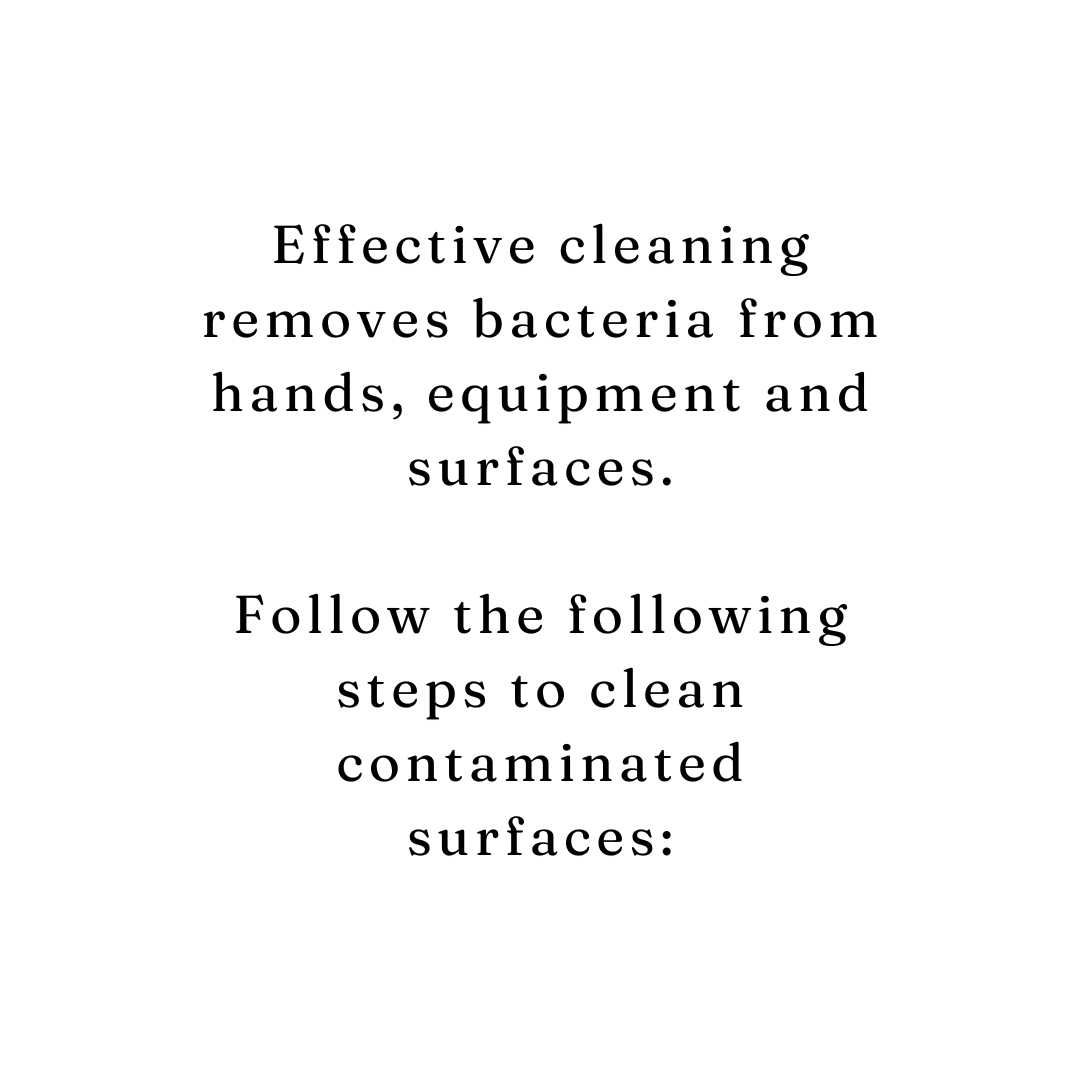 Effective cleaning
removes bacteria from
hands, equipment and
surfaces.
Follow the following
steps to clean
contaminated
surfaces: